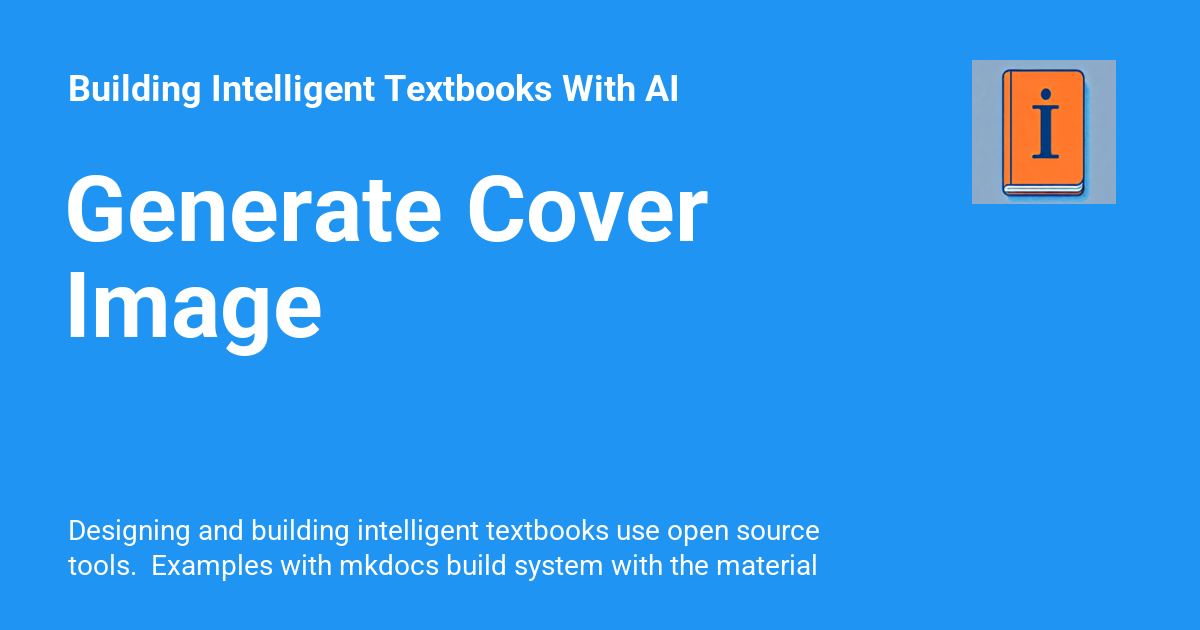 Building Intelligent Textbooks With AI
Generate Cover
Image
i
Designing and building intelligent textbooks use open source
tools.  Examples with mkdocs build system with the material